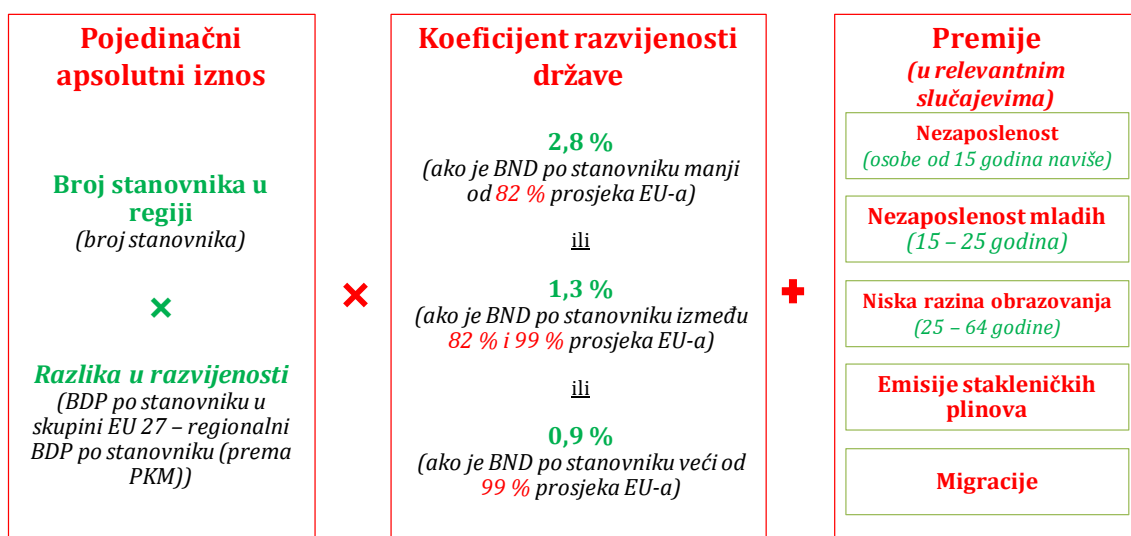 Pojedinačni
apsolutni iznos
Broj stanovnika u
regiji
(broj stanovnika)
×
Razlika u razvijenosti
(BDP po stanovniku u
skupini EU 27 – regionalni
BDP po stanovniku (prema
PKM))
×
Koeficijent razvijenosti
države
2,8 %
(ako je BND po stanovniku manji
od 82 % prosjeka EU-a)
ili
1,3 %
(ako je BND po stanovniku između
82 % i 99 % prosjeka EU-a)
ili
0,9 %
(ako je BND po stanovniku veći od
99 % prosjeka EU-a)
+
Premije
(u relevantnim
slučajevima)
Nezaposlenost
(osobe od 15 godina naviše)
Nezaposlenost mladih
(15 – 25 godina)
Niska razina obrazovanja
(25 – 64 godine)
Emisije stakleničkih
plinova
Migracije